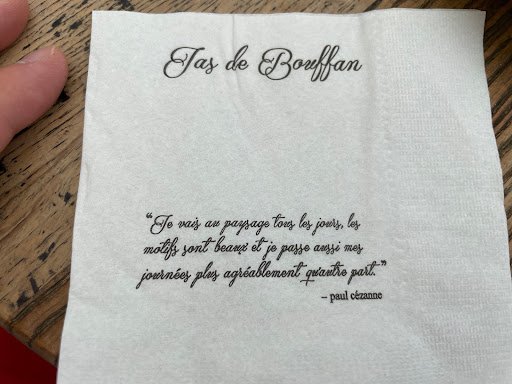 Jas de Bouffan
“Je vais au paysage tous les jours, les
motifs sont beaux et je passe aussi mes
journées plus agréablement qu'autre part.”
– paul cézanne